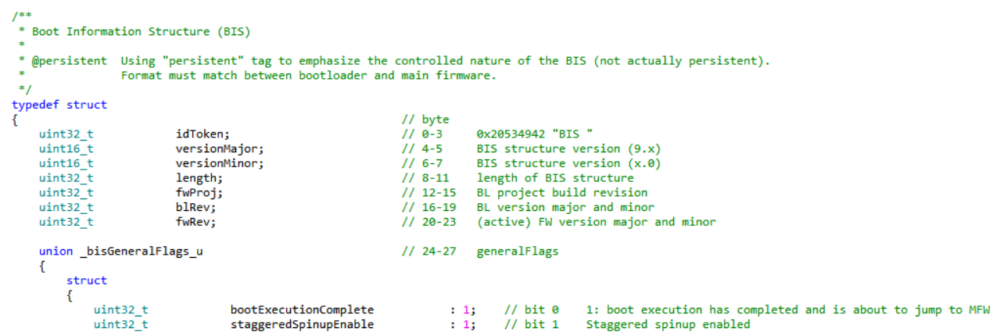 /**
 * Boot Information Structure (BIS)
 *
 * @persistent  Using "persistent" tag to emphasize the controlled nature of the BIS (not actually persistent).
 *              Format must match between bootloader and main firmware.
 */
typedef struct
{                                                         // byte
    uint32_t            idToken;                          // 0-3     0x20534942 "BIS "
    uint16_t            versionMajor;                     // 4-5     BIS structure version (9.x)
    uint16_t            versionMinor;                     // 6-7     BIS structure version (x.0)
    uint32_t            length;                           // 8-11    length of BIS structure
    uint32_t            fwProj;                           // 12-15   BL project build revision
    uint32_t            blRev;                            // 16-19   BL version major and minor
    uint32_t            fwRev;                            // 20-23   (active) FW version major and minor

    union _bisGeneralFlags_u                              // 24-27   generalFlags
    {
        struct
        {
            uint32_t            bootExecutionComplete           : 1;    // bit 0    1: boot execution has completed and is about to jump to MFW
            uint32_t            staggeredSpinupEnable           : 1;    // bit 1    Staggered spinup enabled